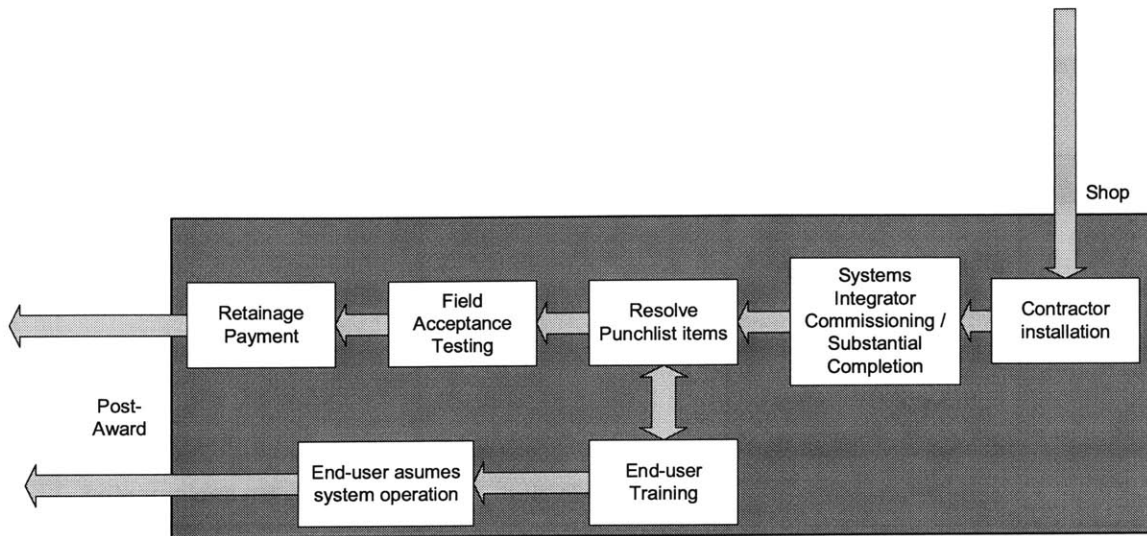 Shop
Systems
Integrator
Commissioning /
Substantial
Completion
Contractor
installation
Resolve
Punchlist items
Field
Acceptance
Testing
Retainage
Payment
Post-
Award
End-user asumes
system operation
End-user
Training